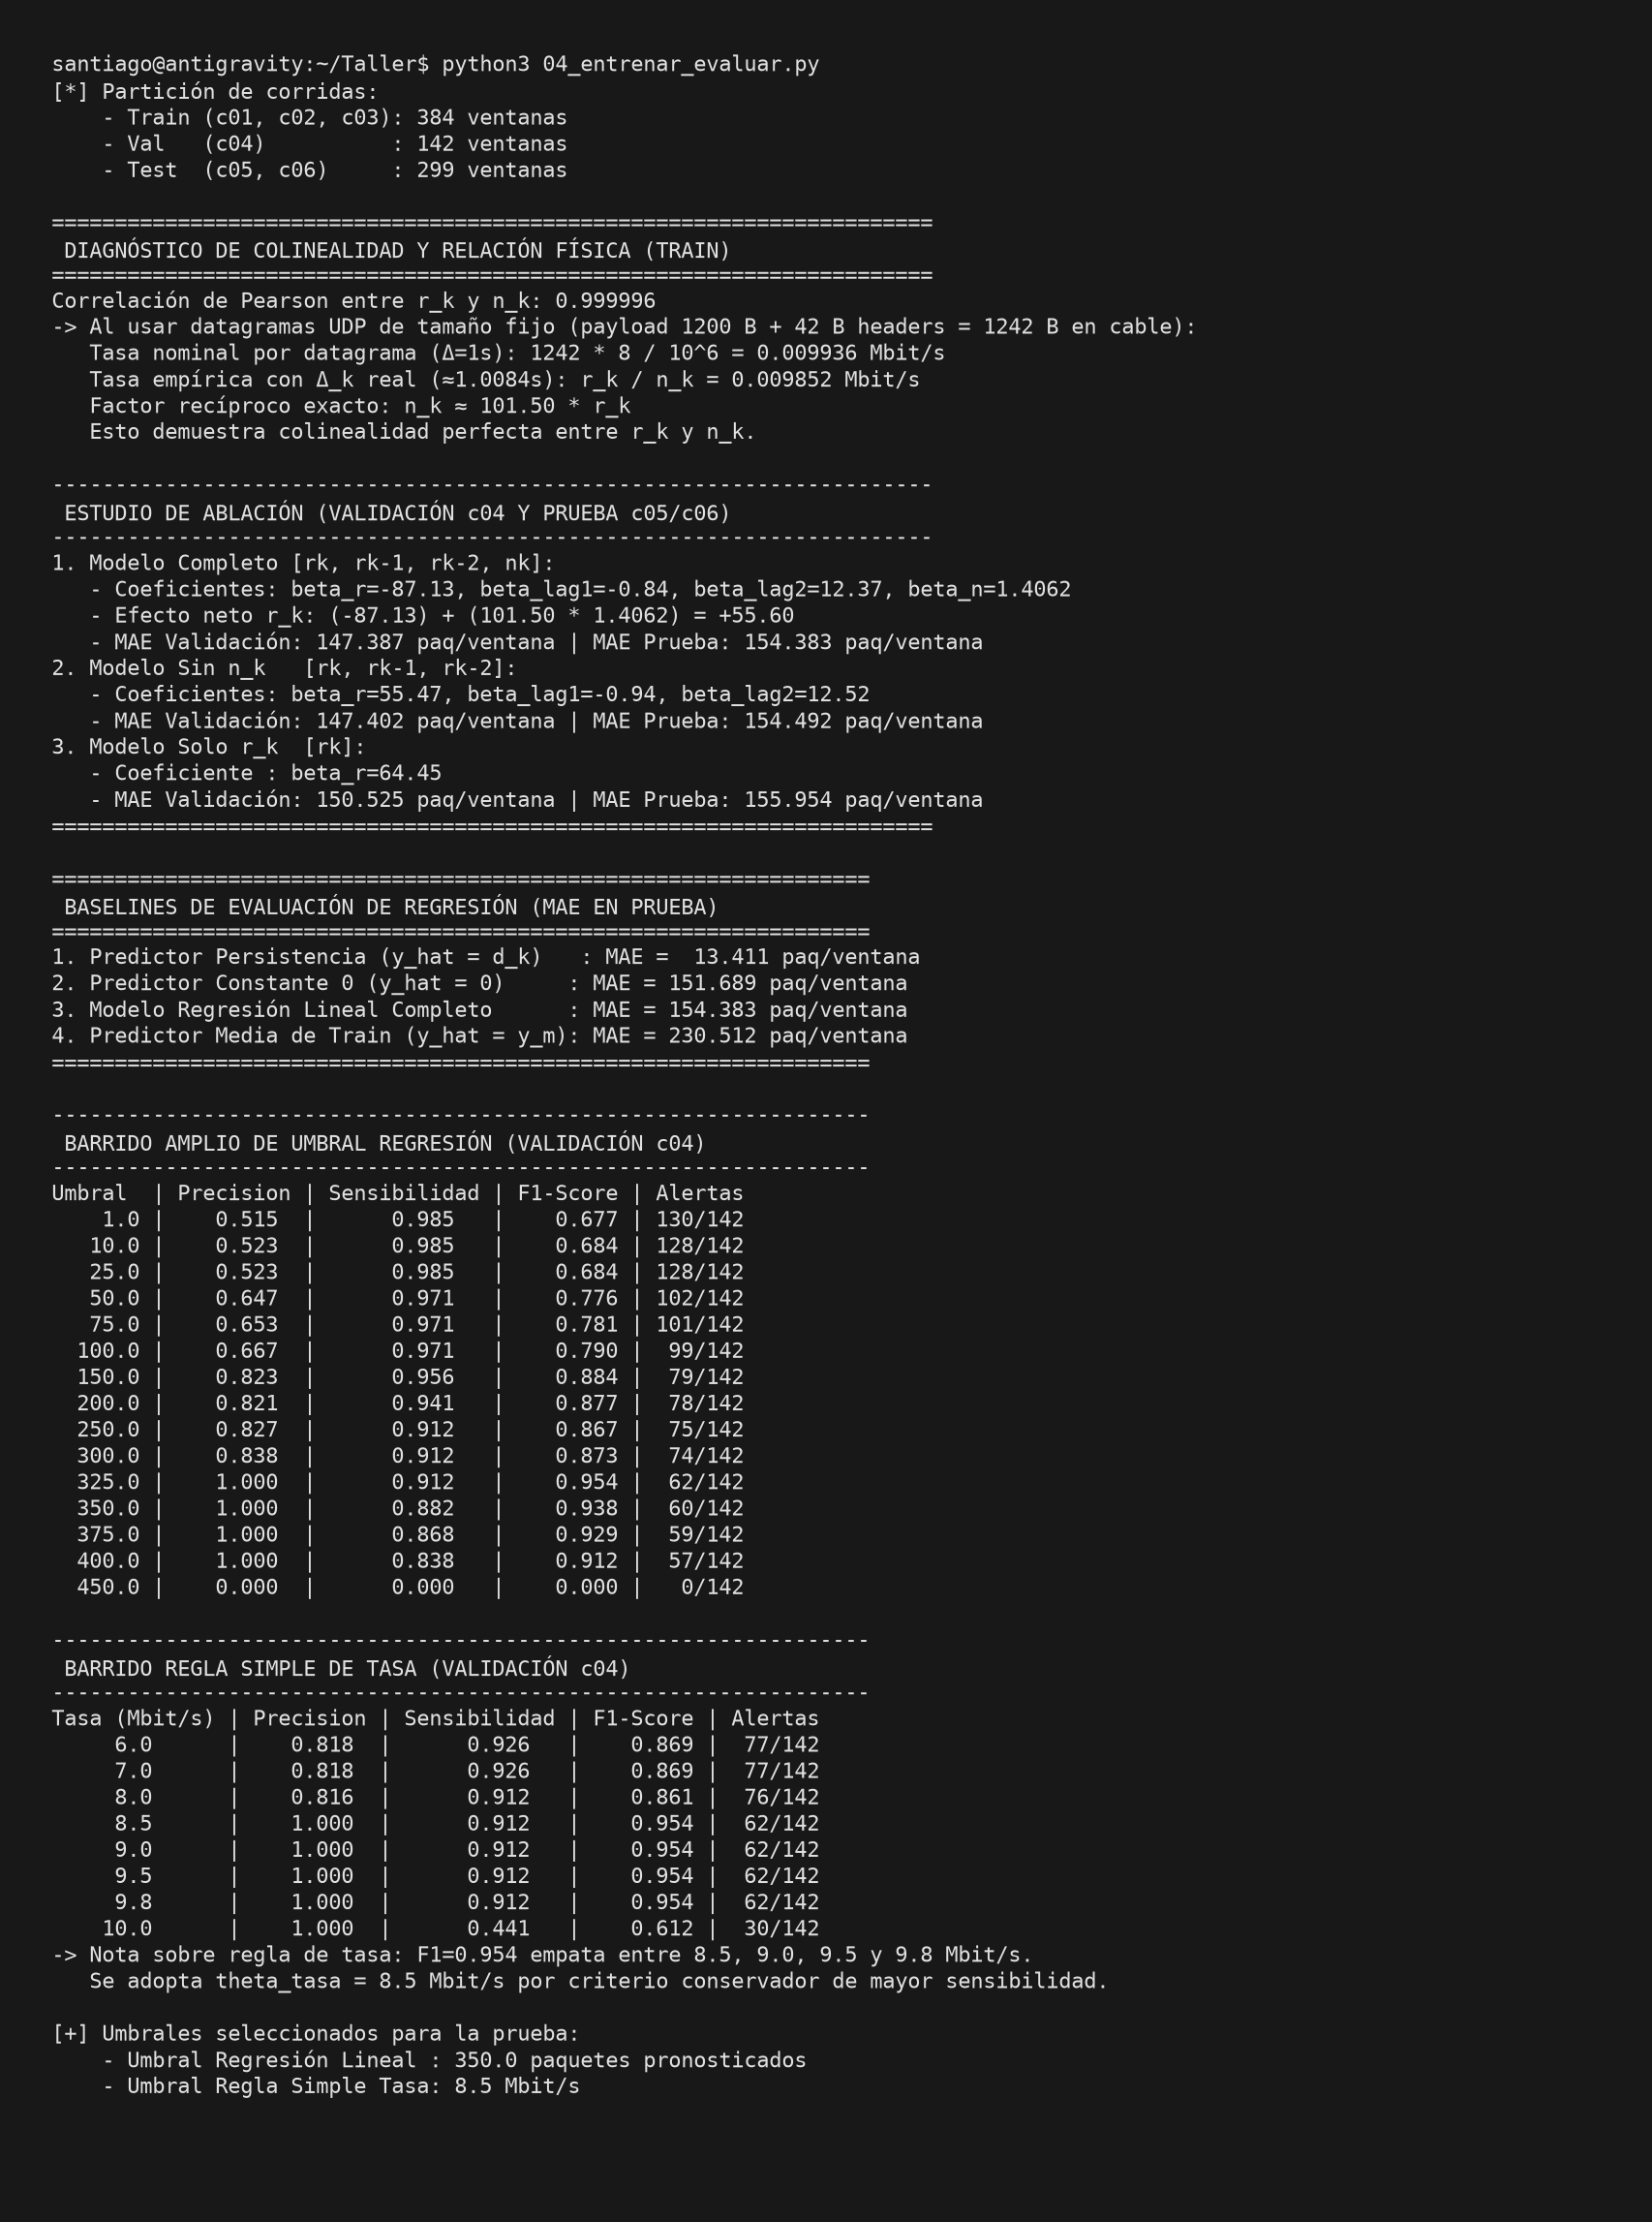 santiago@antigravity:~/Taller$ python3 04_entrenar_evaluar.py
[*] Partición de corridas:
    - Train (c01, c02, c03): 384 ventanas
    - Val   (c04)          : 142 ventanas
    - Test  (c05, c06)     : 299 ventanas

======================================================================
 DIAGNÓSTICO DE COLINEALIDAD Y RELACIÓN FÍSICA (TRAIN)
======================================================================
Correlación de Pearson entre r_k y n_k: 0.999996
-> Al usar datagramas UDP de tamaño fijo (payload 1200 B + 42 B headers = 1242 B en cable):
   Tasa nominal por datagrama (Δ=1s): 1242 * 8 / 10^6 = 0.009936 Mbit/s
   Tasa empírica con Δ_k real (≈1.0084s): r_k / n_k = 0.009852 Mbit/s
   Factor recíproco exacto: n_k ≈ 101.50 * r_k
   Esto demuestra colinealidad perfecta entre r_k y n_k.

----------------------------------------------------------------------
 ESTUDIO DE ABLACIÓN (VALIDACIÓN c04 Y PRUEBA c05/c06)
----------------------------------------------------------------------
1. Modelo Completo [rk, rk-1, rk-2, nk]:
   - Coeficientes: beta_r=-87.13, beta_lag1=-0.84, beta_lag2=12.37, beta_n=1.4062
   - Efecto neto r_k: (-87.13) + (101.50 * 1.4062) = +55.60
   - MAE Validación: 147.387 paq/ventana | MAE Prueba: 154.383 paq/ventana
2. Modelo Sin n_k   [rk, rk-1, rk-2]:
   - Coeficientes: beta_r=55.47, beta_lag1=-0.94, beta_lag2=12.52
   - MAE Validación: 147.402 paq/ventana | MAE Prueba: 154.492 paq/ventana
3. Modelo Solo r_k  [rk]:
   - Coeficiente : beta_r=64.45
   - MAE Validación: 150.525 paq/ventana | MAE Prueba: 155.954 paq/ventana
======================================================================

=================================================================
 BASELINES DE EVALUACIÓN DE REGRESIÓN (MAE EN PRUEBA)
=================================================================
1. Predictor Persistencia (y_hat = d_k)   : MAE =  13.411 paq/ventana
2. Predictor Constante 0 (y_hat = 0)     : MAE = 151.689 paq/ventana
3. Modelo Regresión Lineal Completo      : MAE = 154.383 paq/ventana
4. Predictor Media de Train (y_hat = y_m): MAE = 230.512 paq/ventana
=================================================================

-----------------------------------------------------------------
 BARRIDO AMPLIO DE UMBRAL REGRESIÓN (VALIDACIÓN c04)
-----------------------------------------------------------------
Umbral  | Precision | Sensibilidad | F1-Score | Alertas
    1.0 |    0.515  |      0.985   |    0.677 | 130/142
   10.0 |    0.523  |      0.985   |    0.684 | 128/142
   25.0 |    0.523  |      0.985   |    0.684 | 128/142
   50.0 |    0.647  |      0.971   |    0.776 | 102/142
   75.0 |    0.653  |      0.971   |    0.781 | 101/142
  100.0 |    0.667  |      0.971   |    0.790 |  99/142
  150.0 |    0.823  |      0.956   |    0.884 |  79/142
  200.0 |    0.821  |      0.941   |    0.877 |  78/142
  250.0 |    0.827  |      0.912   |    0.867 |  75/142
  300.0 |    0.838  |      0.912   |    0.873 |  74/142
  325.0 |    1.000  |      0.912   |    0.954 |  62/142
  350.0 |    1.000  |      0.882   |    0.938 |  60/142
  375.0 |    1.000  |      0.868   |    0.929 |  59/142
  400.0 |    1.000  |      0.838   |    0.912 |  57/142
  450.0 |    0.000  |      0.000   |    0.000 |   0/142

-----------------------------------------------------------------
 BARRIDO REGLA SIMPLE DE TASA (VALIDACIÓN c04)
-----------------------------------------------------------------
Tasa (Mbit/s) | Precision | Sensibilidad | F1-Score | Alertas
     6.0      |    0.818  |      0.926   |    0.869 |  77/142
     7.0      |    0.818  |      0.926   |    0.869 |  77/142
     8.0      |    0.816  |      0.912   |    0.861 |  76/142
     8.5      |    1.000  |      0.912   |    0.954 |  62/142
     9.0      |    1.000  |      0.912   |    0.954 |  62/142
     9.5      |    1.000  |      0.912   |    0.954 |  62/142
     9.8      |    1.000  |      0.912   |    0.954 |  62/142
    10.0      |    1.000  |      0.441   |    0.612 |  30/142
-> Nota sobre regla de tasa: F1=0.954 empata entre 8.5, 9.0, 9.5 y 9.8 Mbit/s.
   Se adopta theta_tasa = 8.5 Mbit/s por criterio conservador de mayor sensibilidad.

[+] Umbrales seleccionados para la prueba:
    - Umbral Regresión Lineal : 350.0 paquetes pronosticados
    - Umbral Regla Simple Tasa: 8.5 Mbit/s